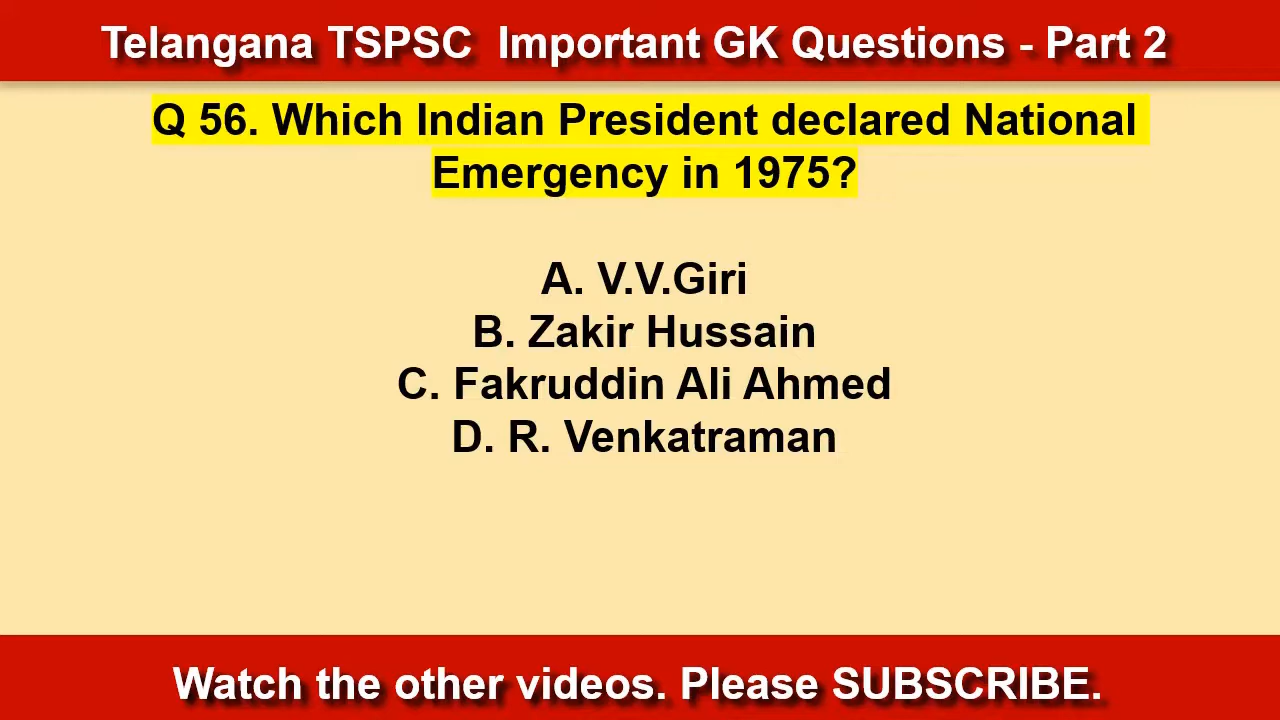 Telangana TSPSC  Important GK Questions - Part 2
Q 56. Which Indian President declared National
Emergency in 1975?
A. V.V.Giri
B. Zakir Hussain
C. Fakruddin Ali Ahmed
D. R. Venkatraman
Watch the other videos. Please SUBSCRIBE.